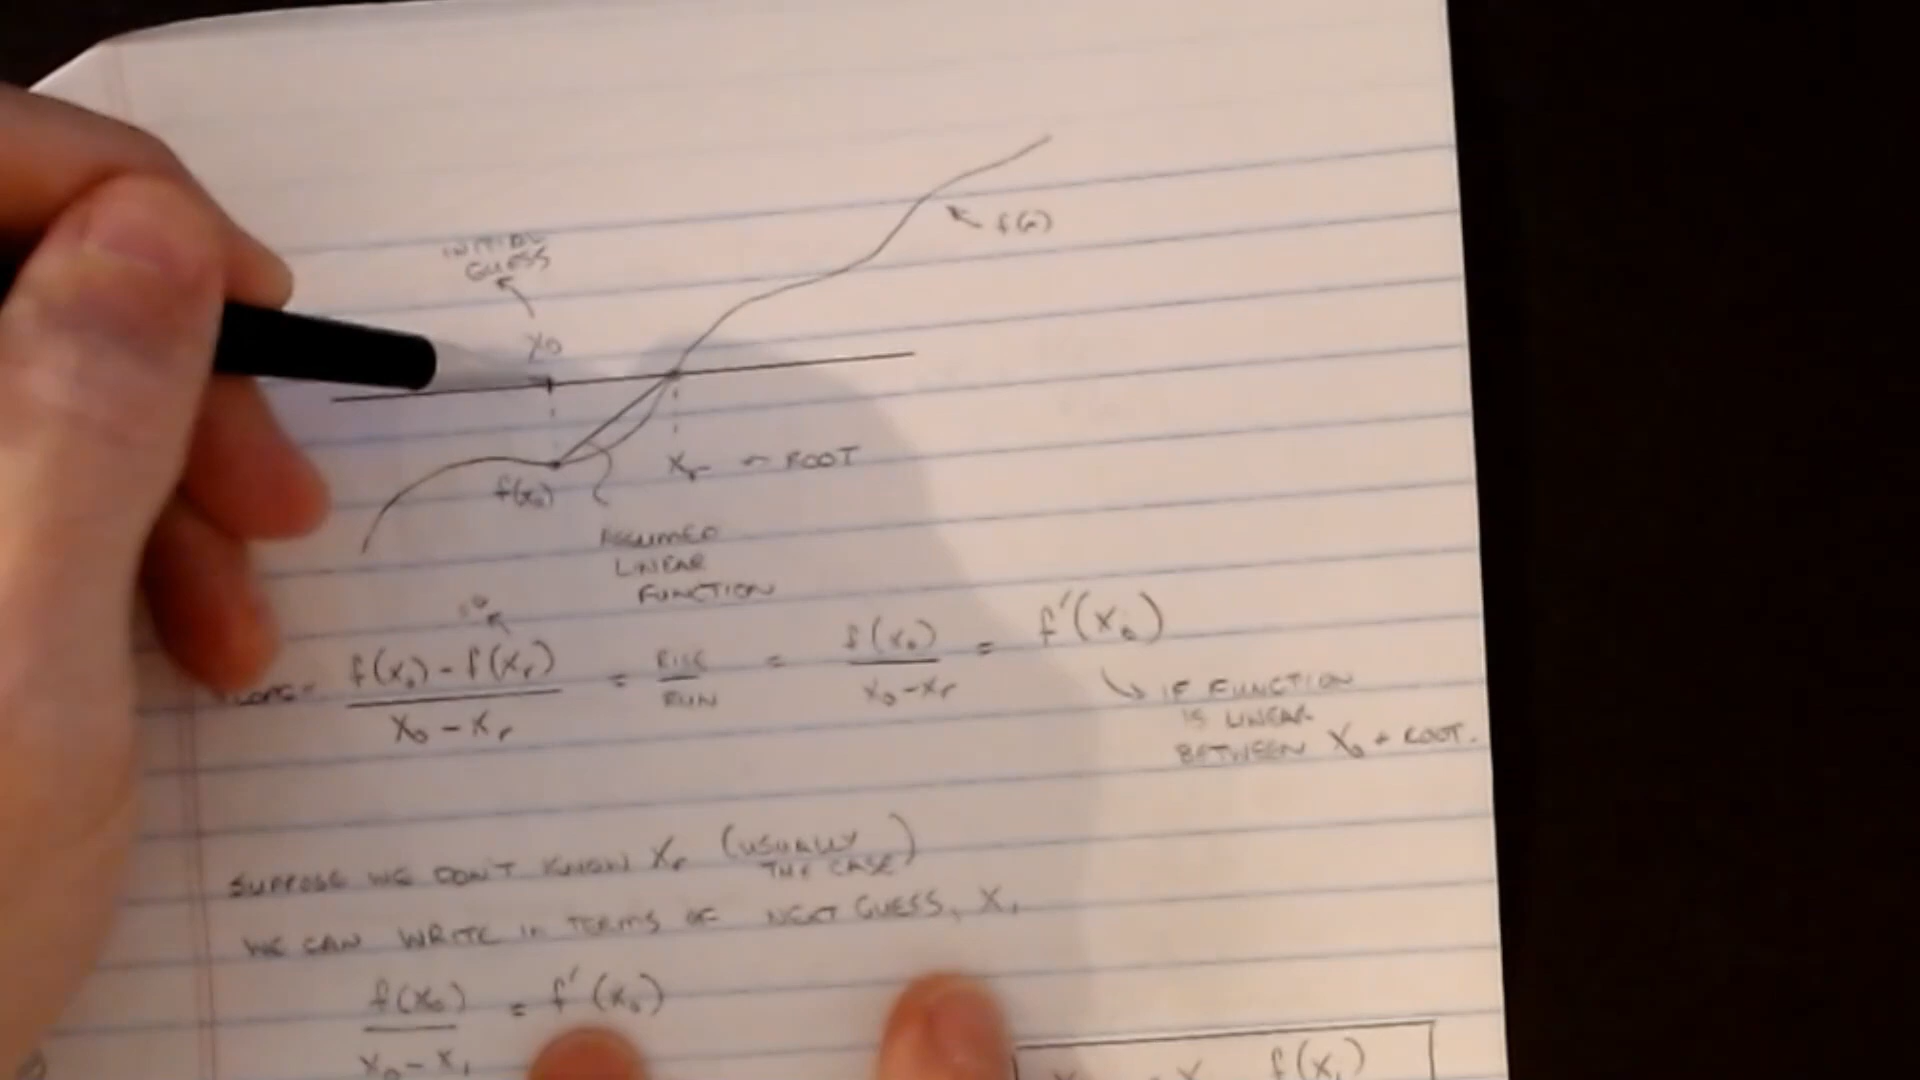 INITIAL
GUESS
f(x)
x₀
f(x₀)
xᵣ – ROOT
ASSUMED
LINEAR
FUNCTION
0
SLOPE = f(x₀) - f(xᵣ) / x₀ - xᵣ = RISE / RUN = f(x₀) / x₀ - xᵣ = f'(x₀)
IF FUNCTION
IS LINEAR
BETWEEN X₀ + ROOT.
SUPPOSE WE DON'T KNOW Xᵣ (USUALLY THE CASE)
WE CAN WRITE IN TERMS OF NEXT GUESS, X₁
f(x₀) / x₀ - x₁ = f'(x₀)